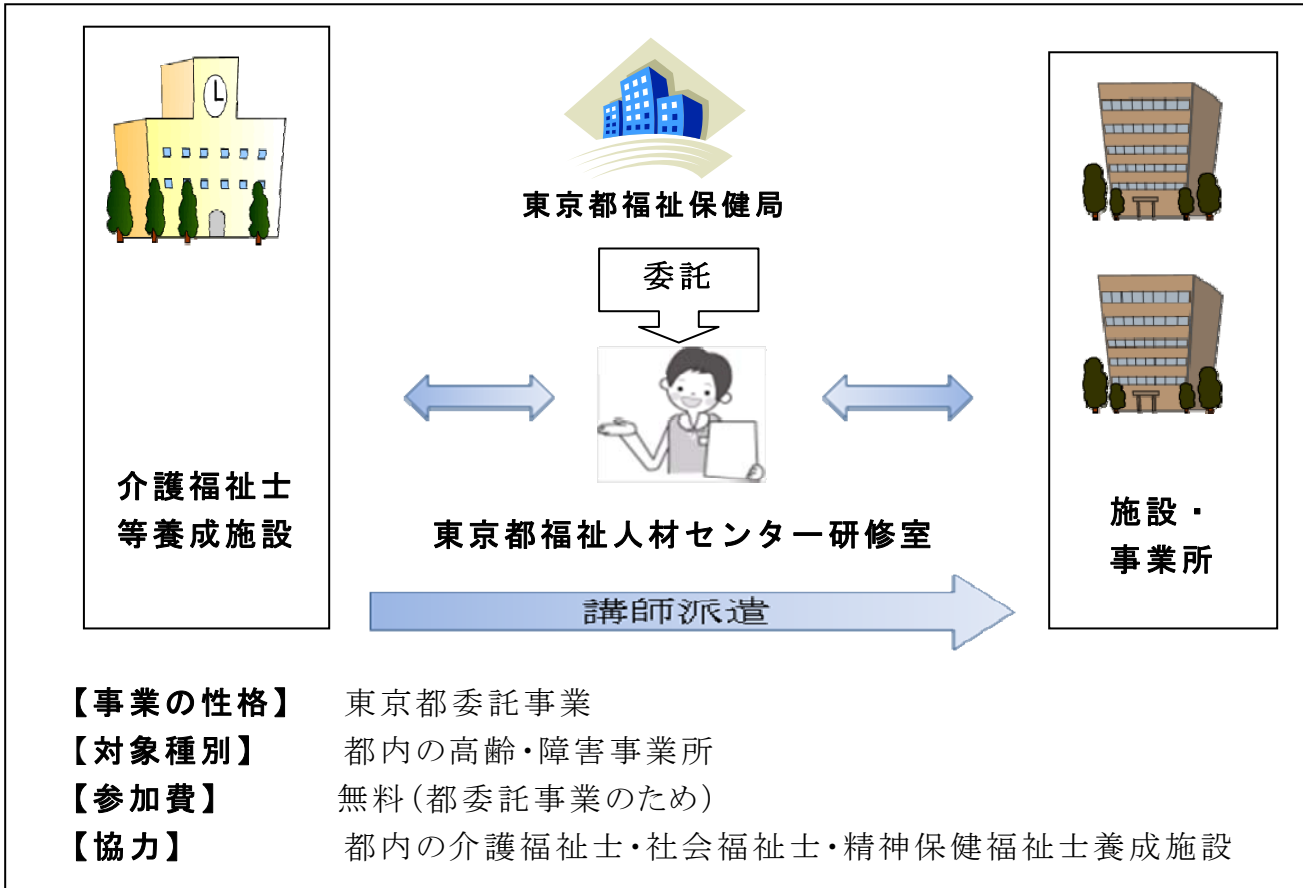 東京都福祉保健局
委託
介護福祉士
等養成施設
東京都福祉人材センター研修室
施設・
事業所
講師派遣
【事業の性格】 東京都委託事業
【対象種別】 都内の高齢・障害事業所
【参加費】 無料(都委託事業のため)
【協力】 都内の介護福祉士・社会福祉士・精神保健福祉士養成施設